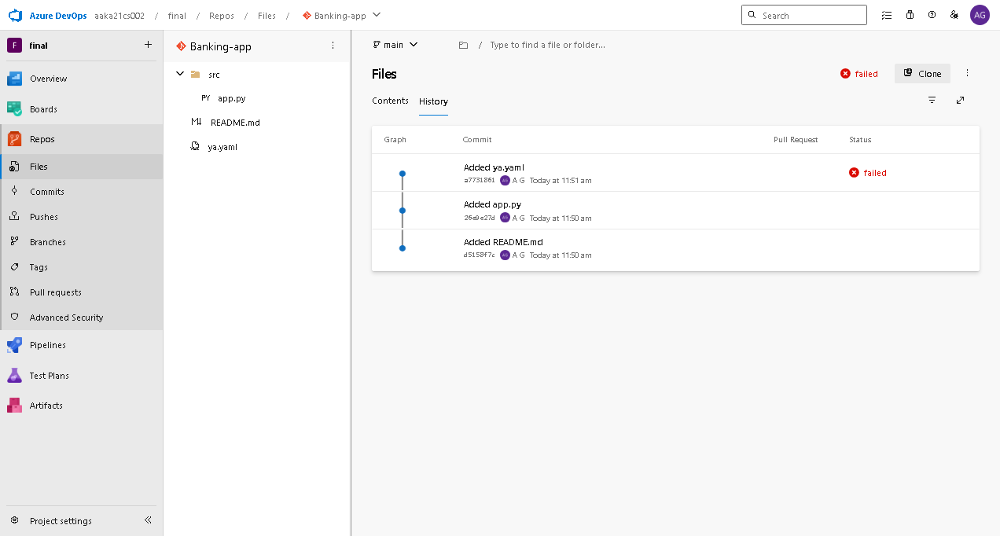 Azure DevOps aaka21cs002 / final / Repos / Files / Banking-app
Search
AG
F final
Overview
Boards
Repos
Files
Commits
Pushes
Branches
Tags
Pull requests
Advanced Security
Pipelines
Test Plans
Artifacts
Project settings
Banking-app
src
PY app.py
M↓ README.md
ya.yaml
main
/ Type to find a file or folder...
Files
failed
Clone
Contents History
Graph Commit Pull Request Status
Added ya.yaml
a7731861 AG A G Today at 11:51 am
failed
Added app.py
26e9e27d AG A G Today at 11:50 am
Added README.md
d5158f7c AG A G Today at 11:50 am